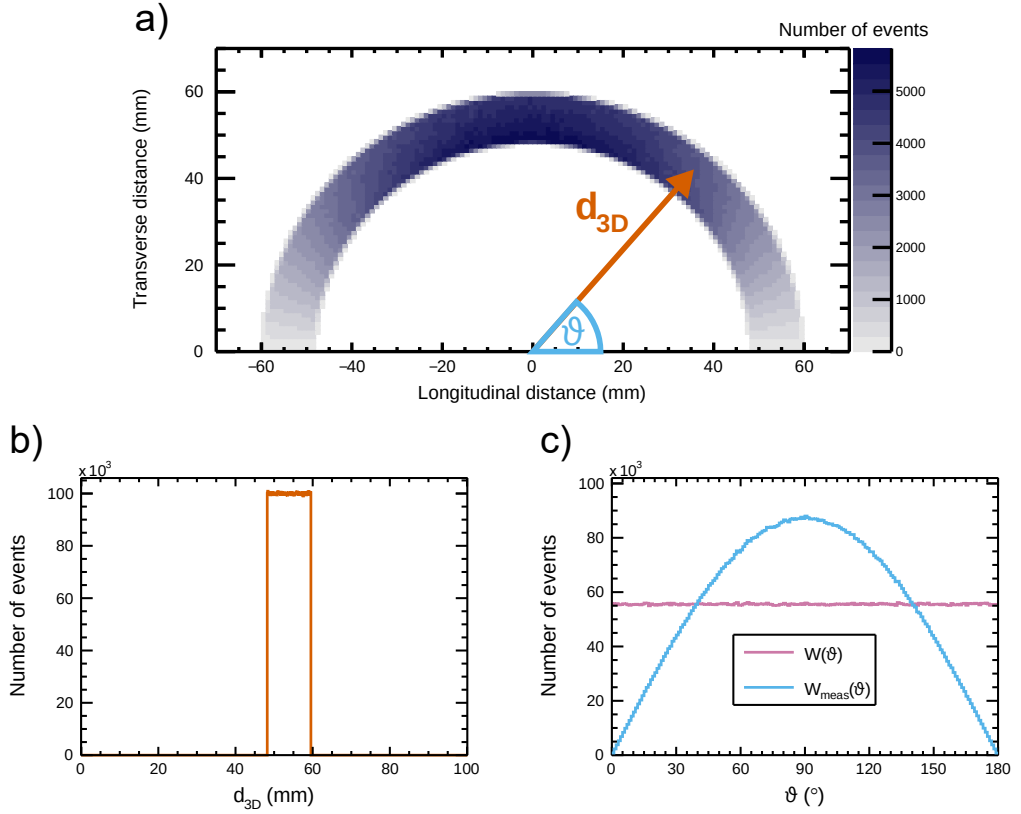 a)
Number of events
Transverse distance (mm)
60
40
20
0
−60
−40
−20
0
20
40
60
Longitudinal distance (mm)
5000
4000
3000
2000
1000
0
d3D
ϑ
b)
x 10³
Number of events
100
80
60
40
20
0
0
20
40
60
80
100
d3D (mm)
c)
x 10³
Number of events
100
80
60
40
20
0
0
30
60
90
120
150
180
ϑ (°)
W(ϑ)
Wmeas(ϑ)